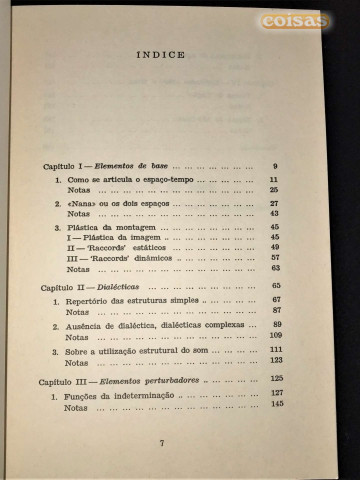 coisas
INDICE
Capítulo I — Elementos de base ... ... ... ... ... ... ... 9
1. Como se articula o espaço-tempo ... ... ... ... ... 11
Notas ... ... ... ... ... ... ... ... ... ... 25
2. «Nana» ou os dois espaços ... ... ... ... ... ... 27
Notas ... ... ... ... ... ... ... ... ... ... 43
3. Plástica da montagem ... ... ... ... ... ... ... 45
I — Plástica da imagem .. ... ... ... ... ... ... 45
II — 'Raccords' estáticos ... ... ... ... ... ... 49
III — 'Raccords' dinâmicos ... ... ... ... ... ... 57
Notas ... ... ... ... ... ... ... ... ... ... 63
Capítulo II — Dialécticas ... ... ... ... ... ... ... ... 65
1. Repertório das estruturas simples .. ... ... ... ... 67
Notas ... ... ... ... ... ... ... ... ... ... 87
2. Ausência de dialéctica, dialécticas complexas ... ... 89
Notas ... ... ... ... ... ... ... ... ... ... 109
3. Sobre a utilização estrutural do som ... ... ... ... 111
Notas ... ... ... ... ... ... ... ... ... ... 123
Capítulo III — Elementos perturbadores .. ... ... ... ... 125
1. Funções da indeterminação .. ... ... ... ... ... 127
Notas ... ... ... ... ... ... ... ... ... ... 145
7